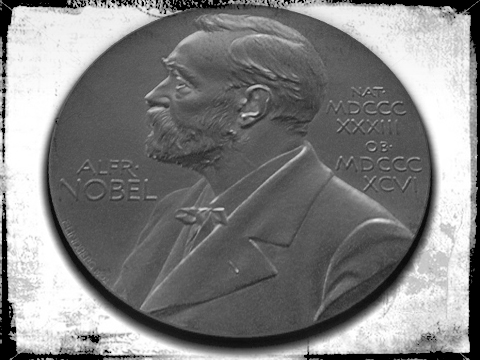 ALFR·
NOBEL
NAT·
MDCCC
XXXIII
OB·
MDCCC
XCVI